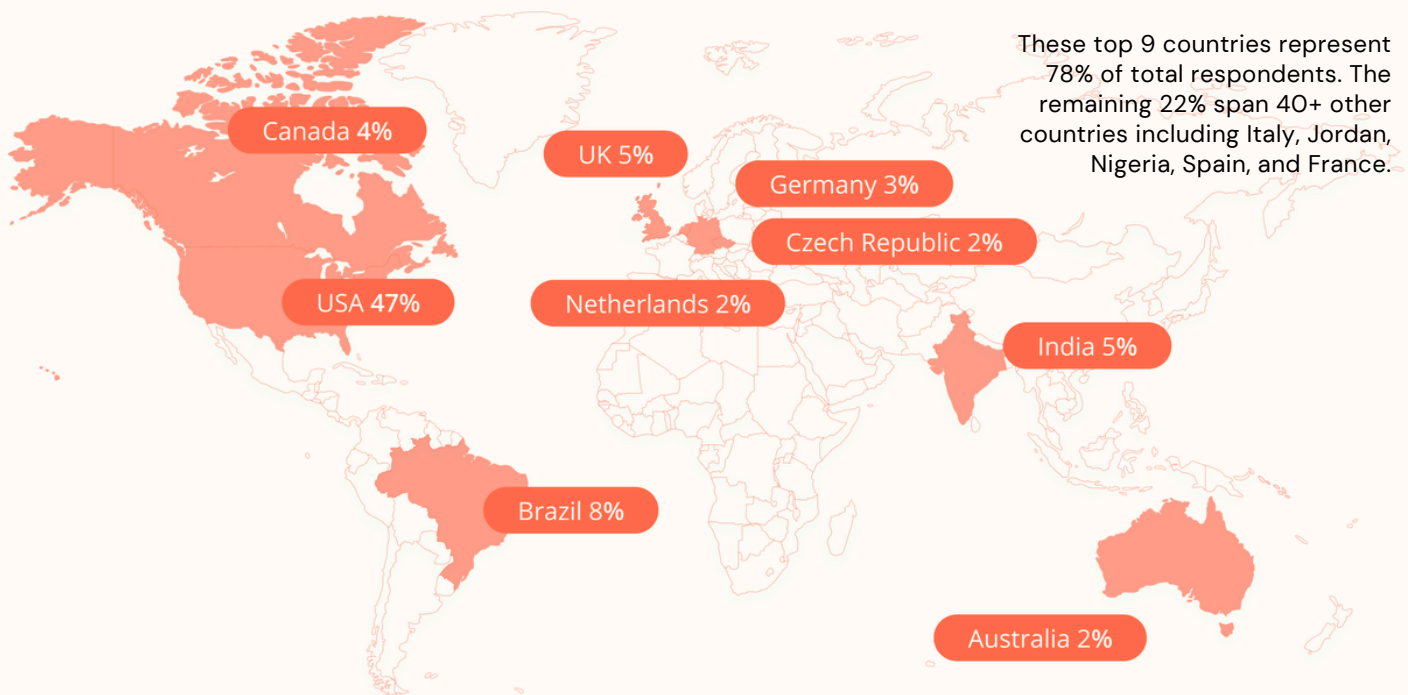 These top 9 countries represent
78% of total respondents. The
remaining 22% span 40+ other
countries including Italy, Jordan,
Nigeria, Spain, and France.
Canada 4%
UK 5%
Germany 3%
Czech Republic 2%
USA 47%
Netherlands 2%
India 5%
Brazil 8%
Australia 2%